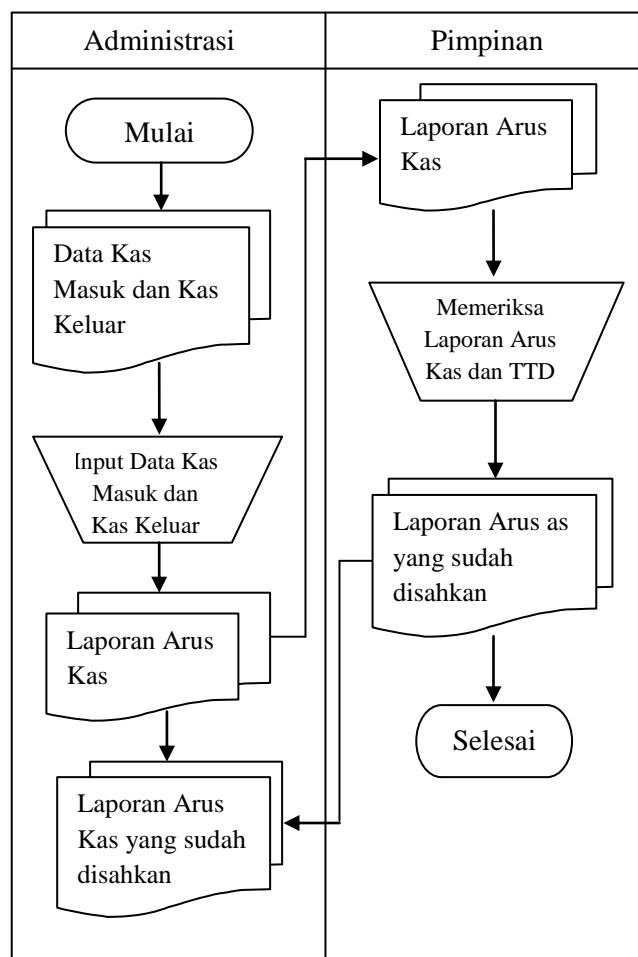 Administrasi
Pimpinan
Mulai
Data Kas
Masuk dan Kas
Keluar
Input Data Kas
Masuk dan
Kas Keluar
Laporan Arus
Kas
Laporan Arus
Kas yang sudah
disahkan
Laporan Arus
Kas
Memeriksa
Laporan Arus
Kas dan TTD
Laporan Arus as
yang sudah
disahkan
Selesai